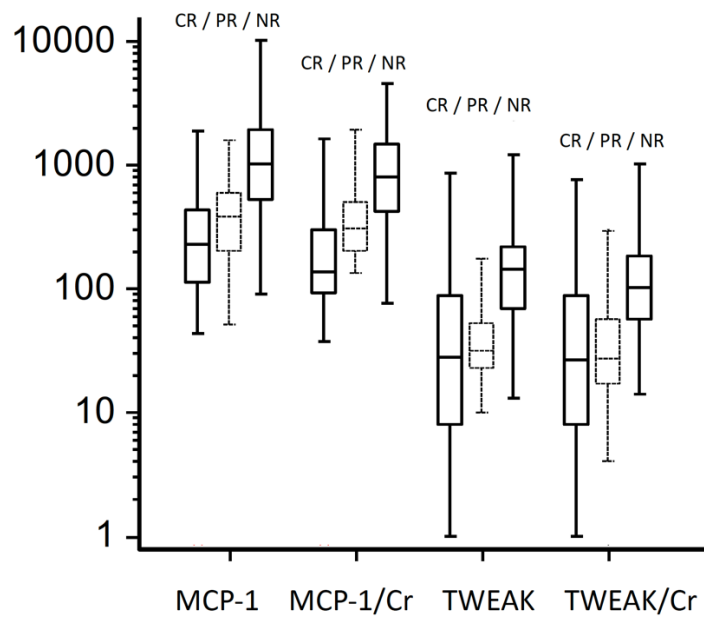 10000
1000
100
10
1
CR / PR / NR
CR / PR / NR
CR / PR / NR
CR / PR / NR
MCP-1
MCP-1/Cr
TWEAK
TWEAK/Cr